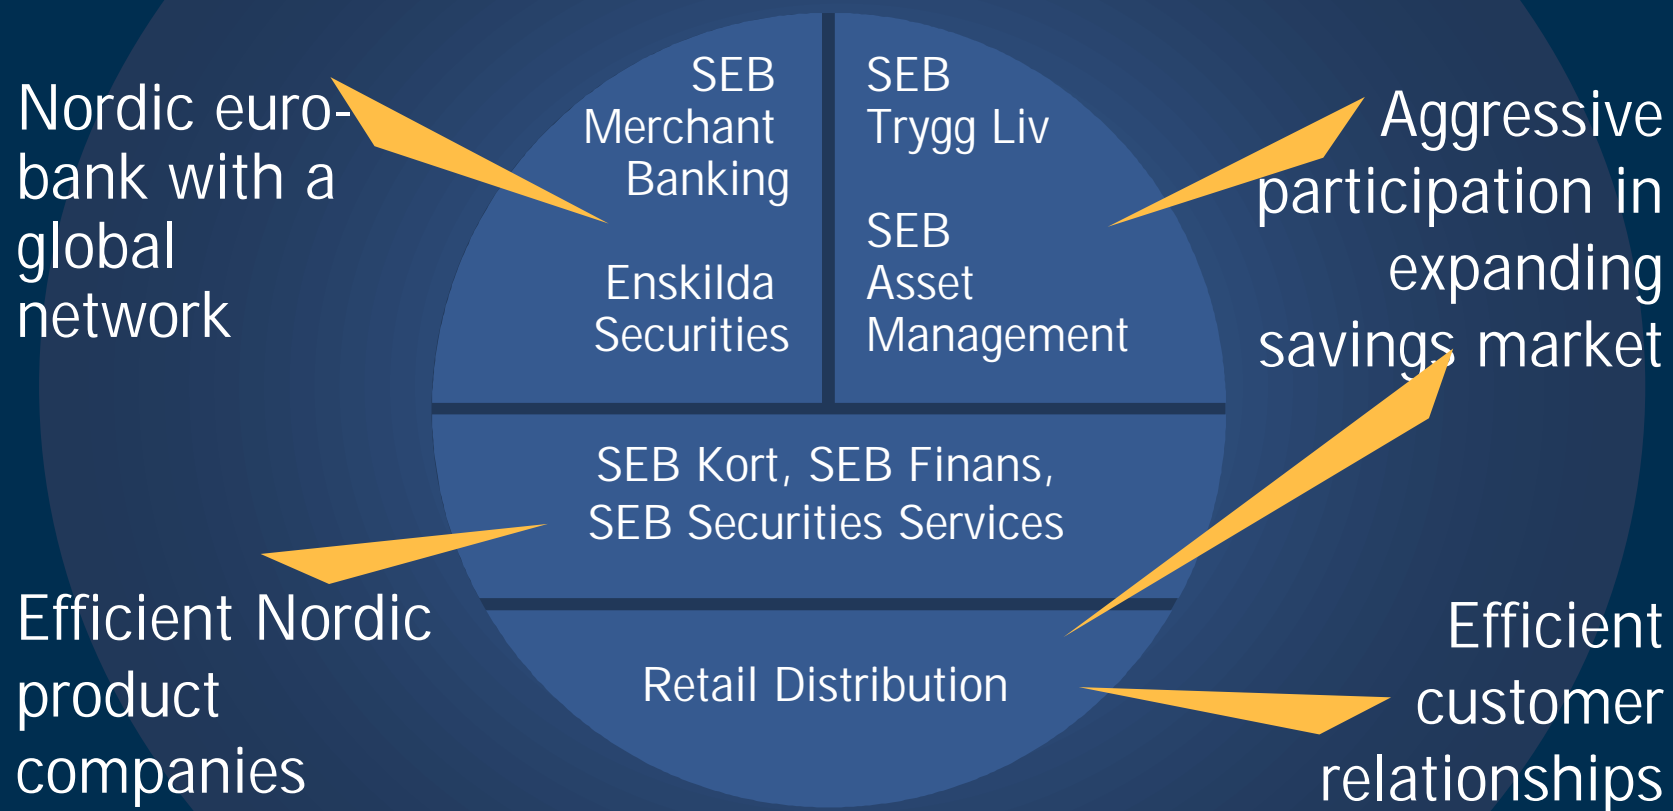 Nordic euro-
bank with a
global
network
SEB
Merchant
Banking
Enskilda
Securities
SEB
Trygg Liv
SEB
Asset
Management
Aggressive
participation in
expanding
savings market
SEB Kort, SEB Finans,
SEB Securities Services
Efficient Nordic
product
companies
Retail Distribution
Efficient
customer
relationships